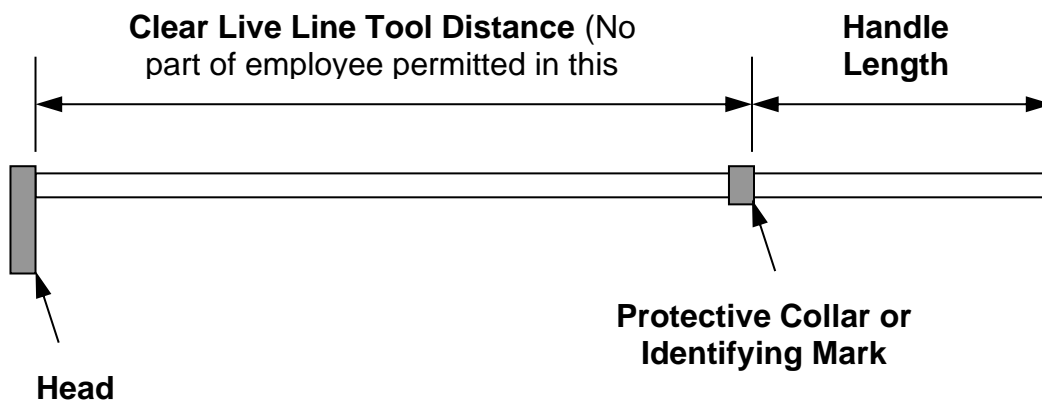 Clear Live Line Tool Distance (No
part of employee permitted in this
Handle
Length
Protective Collar or
Identifying Mark
Head